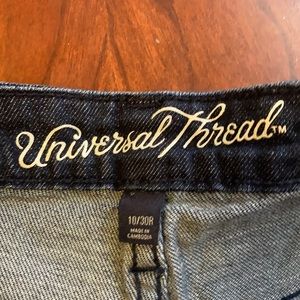 Universal Thread™
10/30R
MADE IN
CAMBODIA